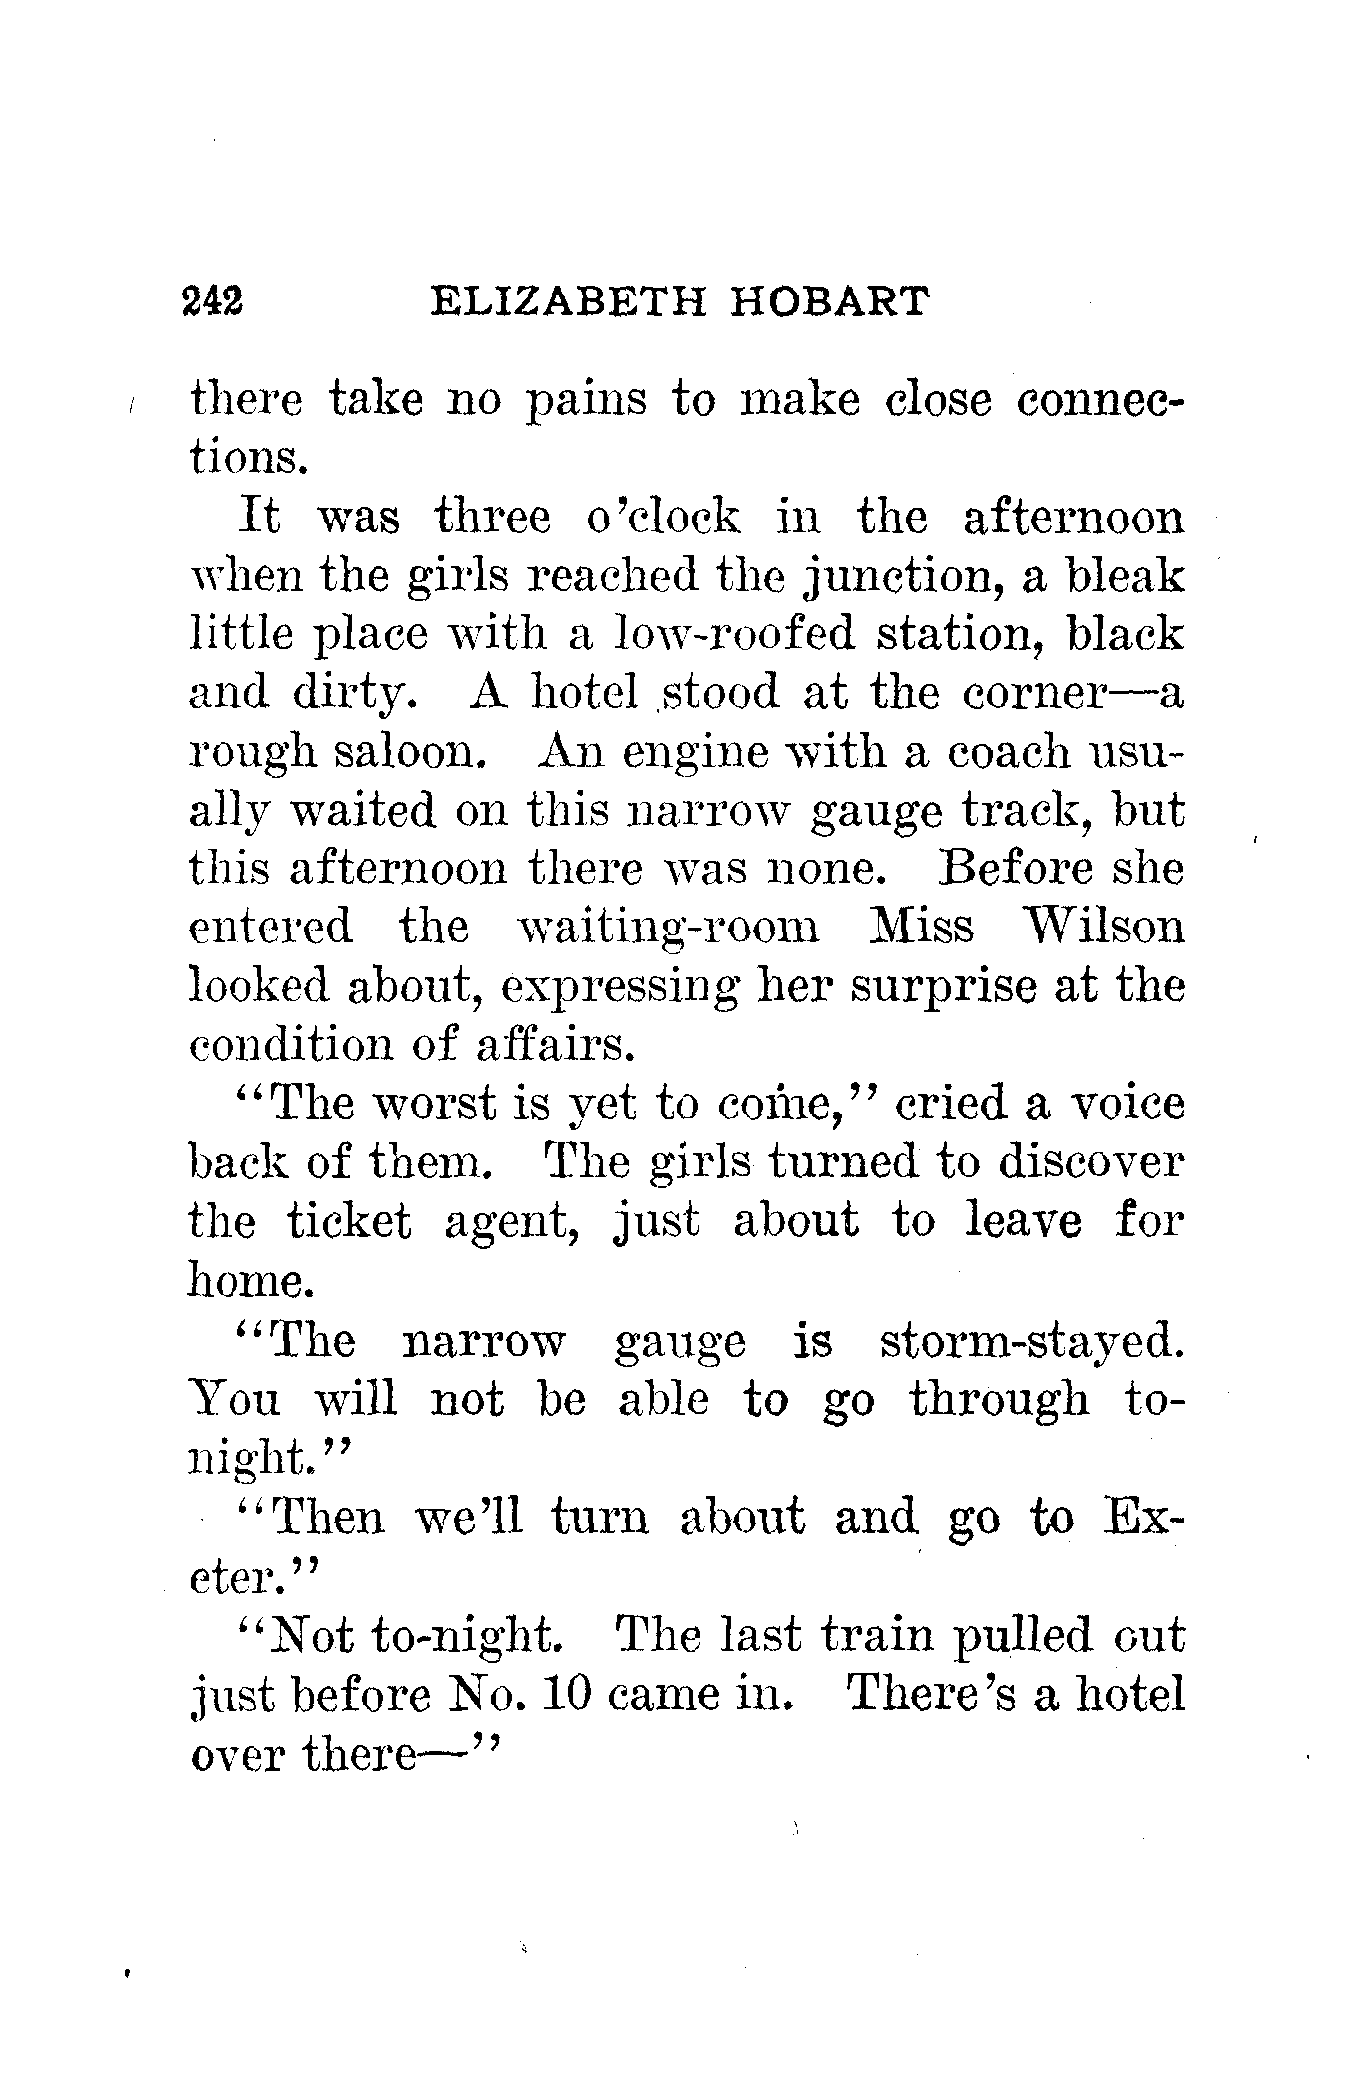 242 ELIZABETH HOBART
there take no pains to make close connec-
tions.
It was three o'clock in the afternoon
when the girls reached the junction, a bleak
little place with a low-roofed station, black
and dirty. A hotel stood at the corner—a
rough saloon. An engine with a coach usu-
ally waited on this narrow gauge track, but
this afternoon there was none. Before she
entered the waiting-room Miss Wilson
looked about, expressing her surprise at the
condition of affairs.
"The worst is yet to come," cried a voice
back of them. The girls turned to discover
the ticket agent, just about to leave for
home.
"The narrow gauge is storm-stayed.
You will not be able to go through to-
night."
"Then we'll turn about and go to Ex-
eter."
"Not to-night. The last train pulled out
just before No. 10 came in. There's a hotel
over there—"